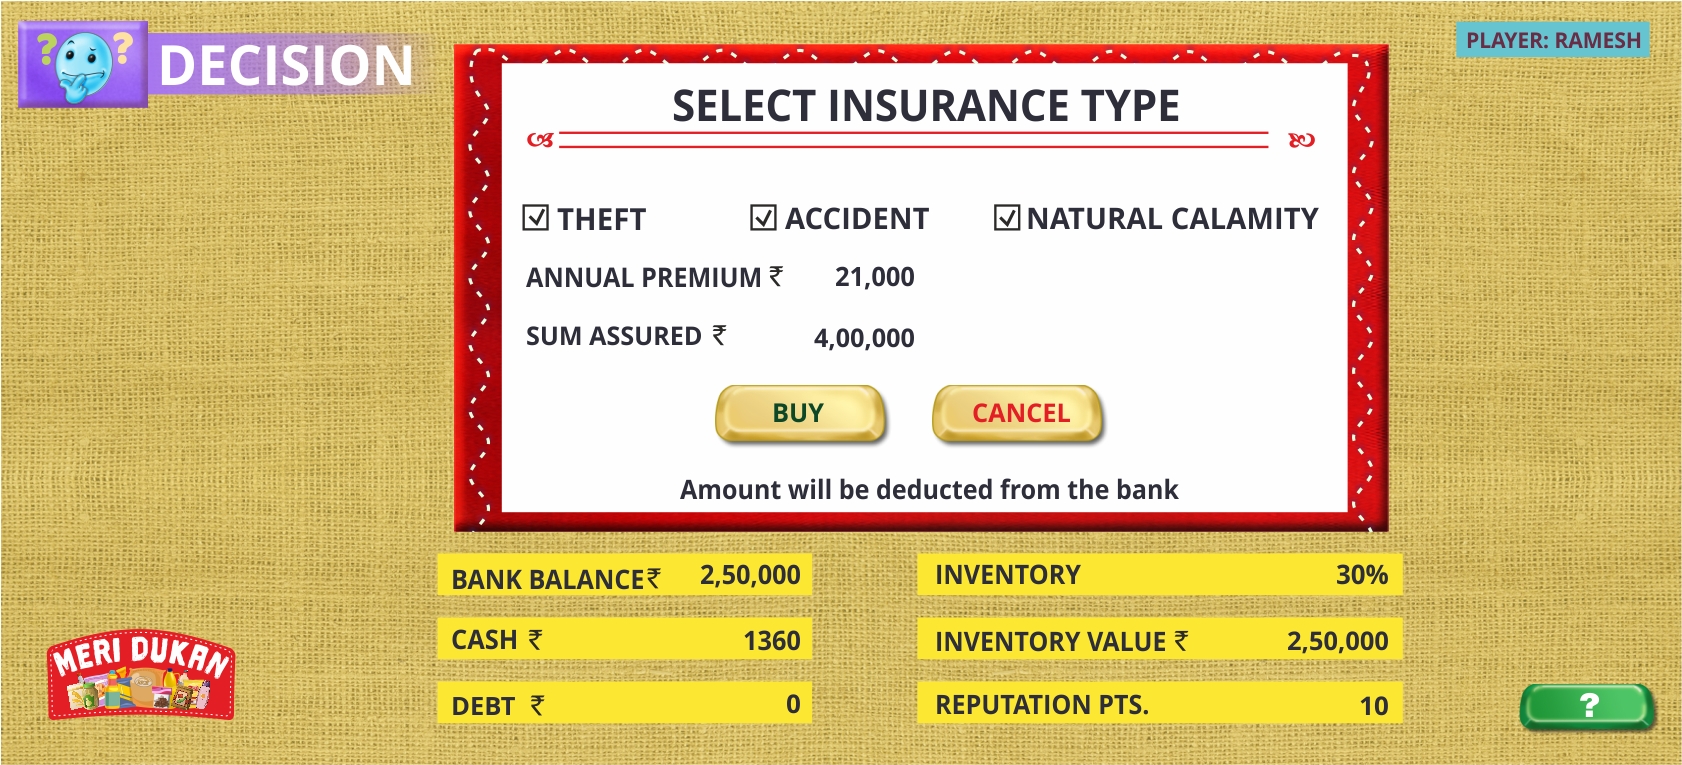 ? ? DECISION
PLAYER: RAMESH
SELECT INSURANCE TYPE
THEFT ACCIDENT NATURAL CALAMITY
ANNUAL PREMIUM ₹ 21,000
SUM ASSURED ₹ 4,00,000
BUY CANCEL
Amount will be deducted from the bank
BANK BALANCE₹ 2,50,000
INVENTORY 30%
CASH ₹ 1360
INVENTORY VALUE ₹ 2,50,000
DEBT ₹ 0
REPUTATION PTS. 10
MERI DUKAN
?